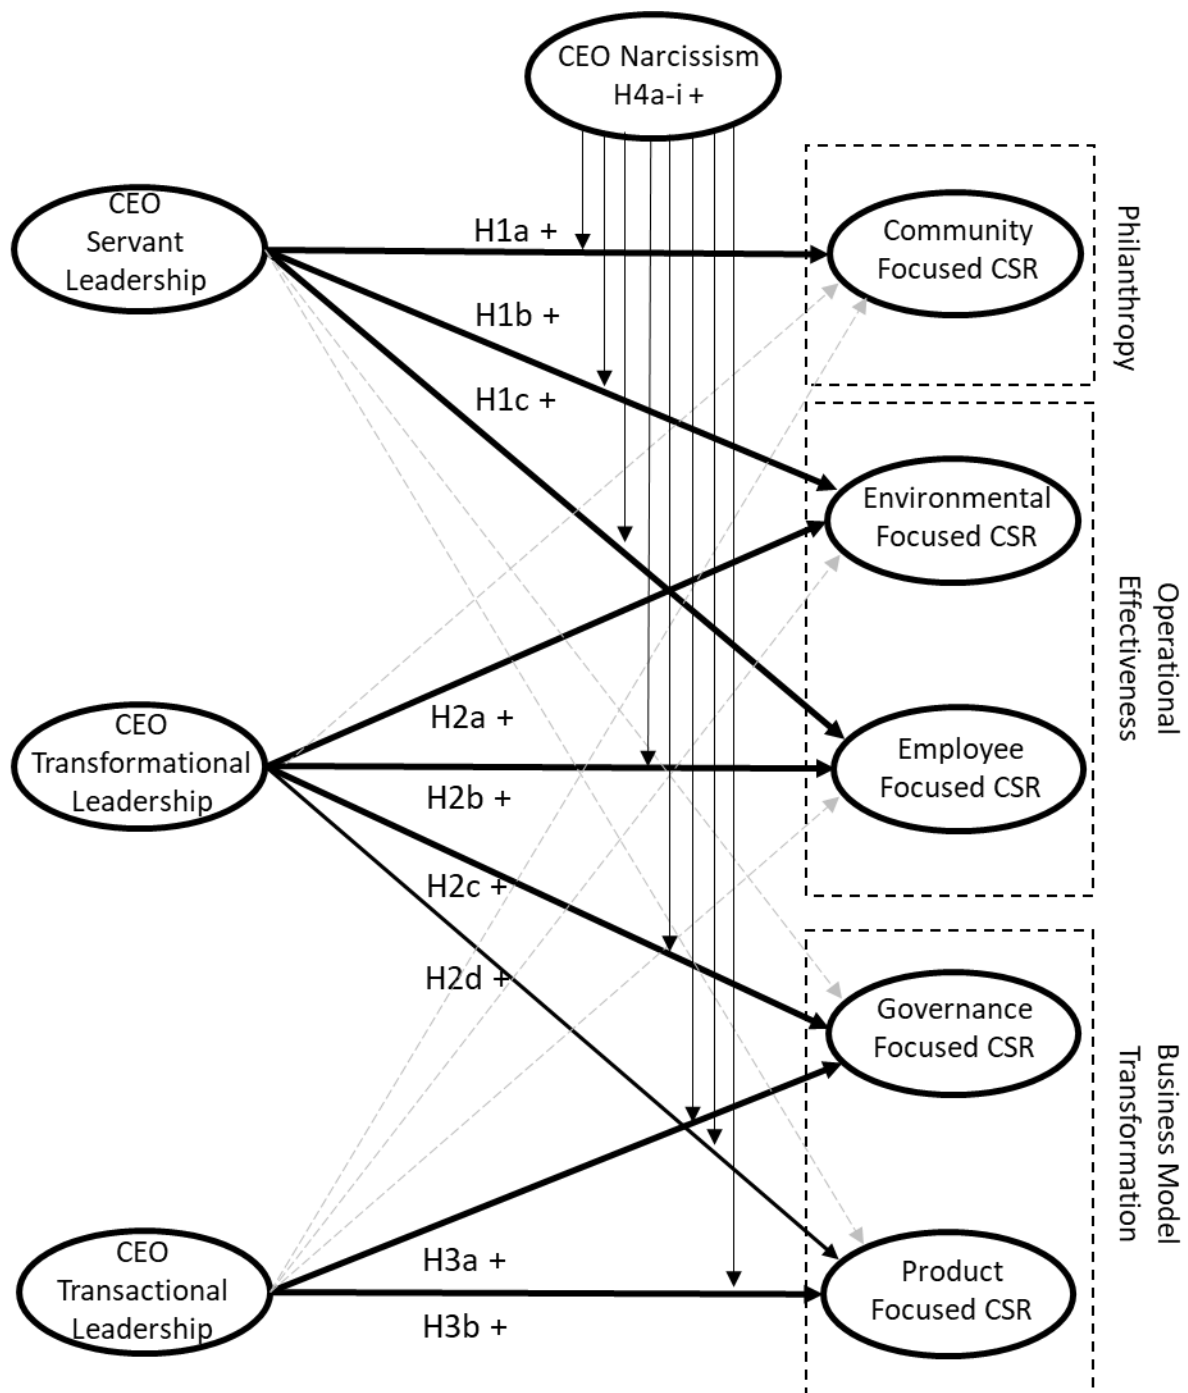 CEO Narcissism
H4a-i +
CEO
Servant
Leadership
H1a +
H1b +
H1c +
Community
Focused CSR
Philanthropy
Environmental
Focused CSR
Operational
Effectiveness
CEO
Transformational
Leadership
H2a +
H2b +
H2c +
H2d +
Employee
Focused CSR
Governance
Focused CSR
Business Model
Transformation
CEO
Transactional
Leadership
H3a +
H3b +
Product
Focused CSR